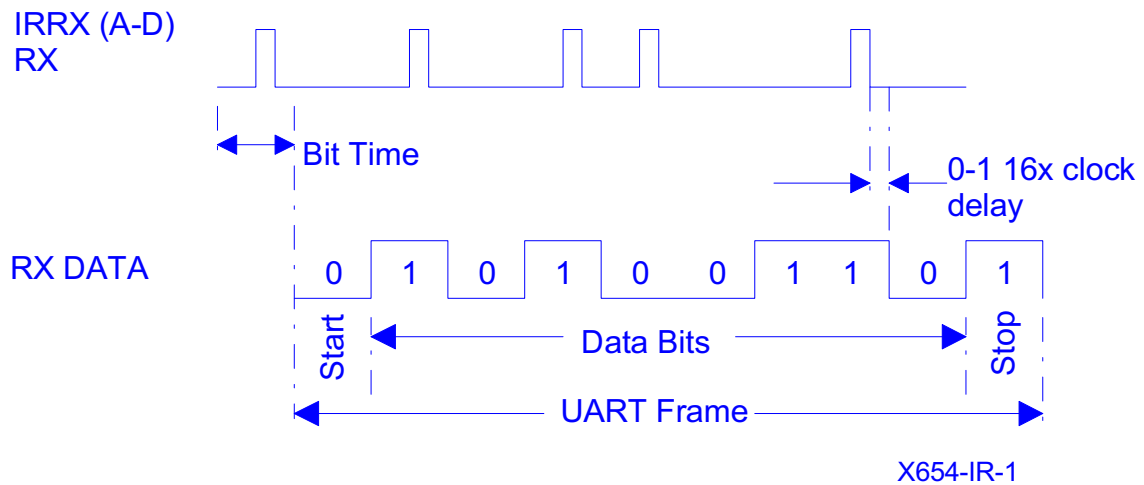 IRRX (A-D)
RX
Bit Time
0-1 16x clock
delay
RX DATA
0 1 0 1 0 0 1 1 0 1
Start
Data Bits
Stop
UART Frame
X654-IR-1